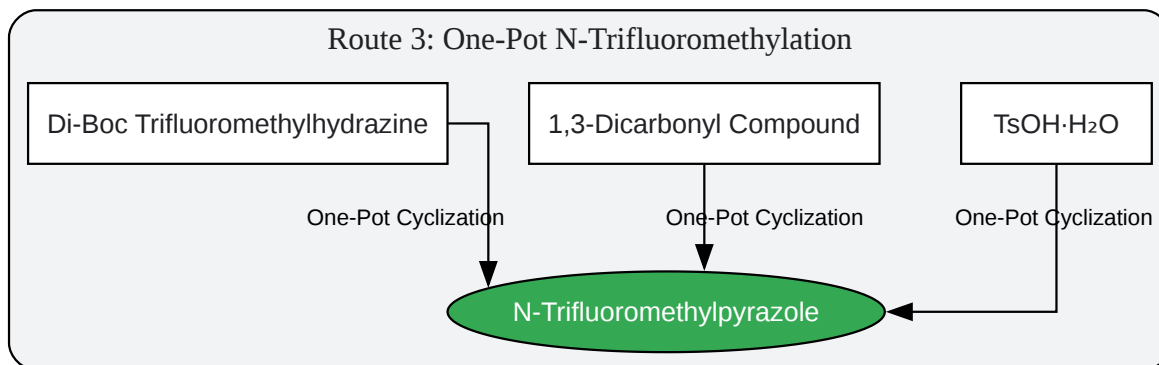 Route 3: One-Pot N-Trifluoromethylation
Di-Boc Trifluoromethylhydrazine
1,3-Dicarbonyl Compound
TsOH·H₂O
One-Pot Cyclization
One-Pot Cyclization
One-Pot Cyclization
N-Trifluoromethylpyrazole